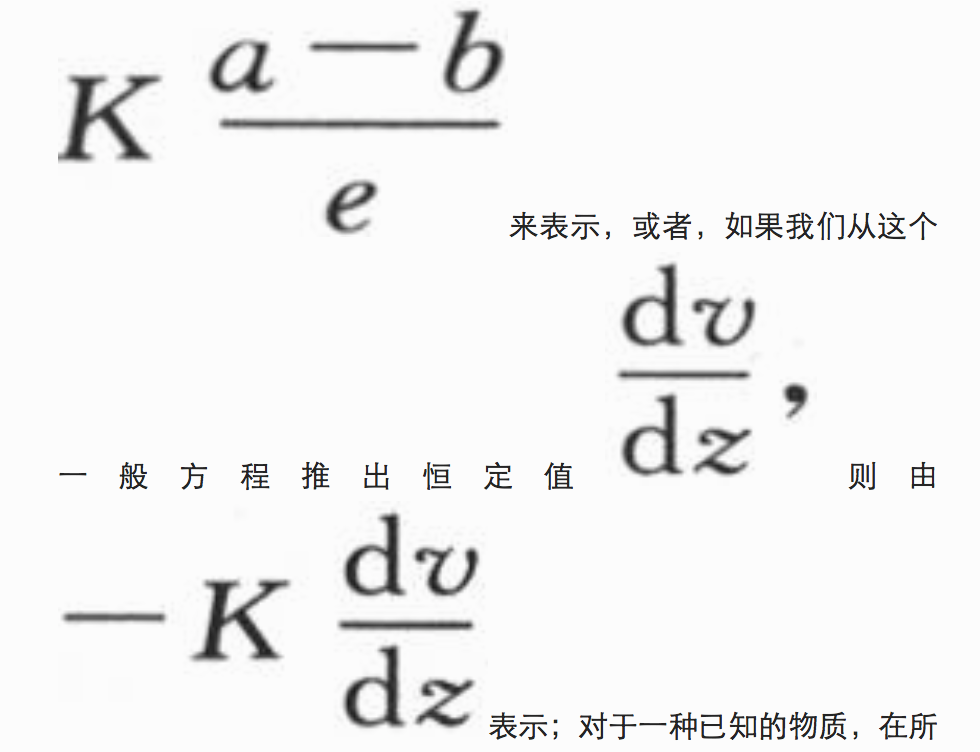 K \frac{a-b}{e} 来表示，或者，如果我们从这个
一般方程推出恒定值 \frac{dv}{dz}, 则由
-K \frac{dv}{dz} 表示；对于一种已知的物质，在所